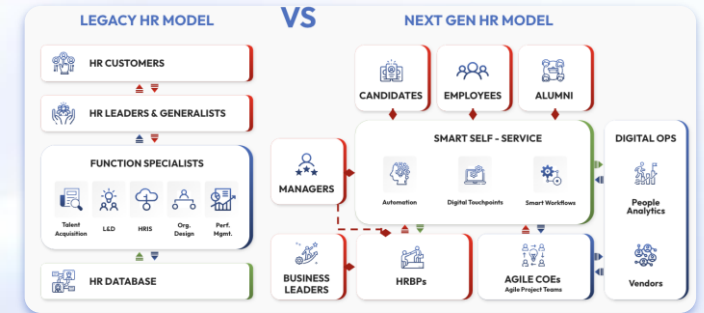 LEGACY HR MODEL
VS
NEXT GEN HR MODEL
HR CUSTOMERS
HR LEADERS & GENERALISTS
FUNCTION SPECIALISTS
Talent
Acquisition
LED
HRIS
Org.
Design
Perf.
Mgmt.
HR DATABASE
CANDIDATES
EMPLOYEES
ALUMNI
MANAGERS
SMART SELF - SERVICE
Automation
Digital Touchpoints
Smart Workflows
DIGITAL OPS
People
Analytics
Vendors
BUSINESS
LEADERS
HRBPs
AGILE COEs
Agile Project Teams